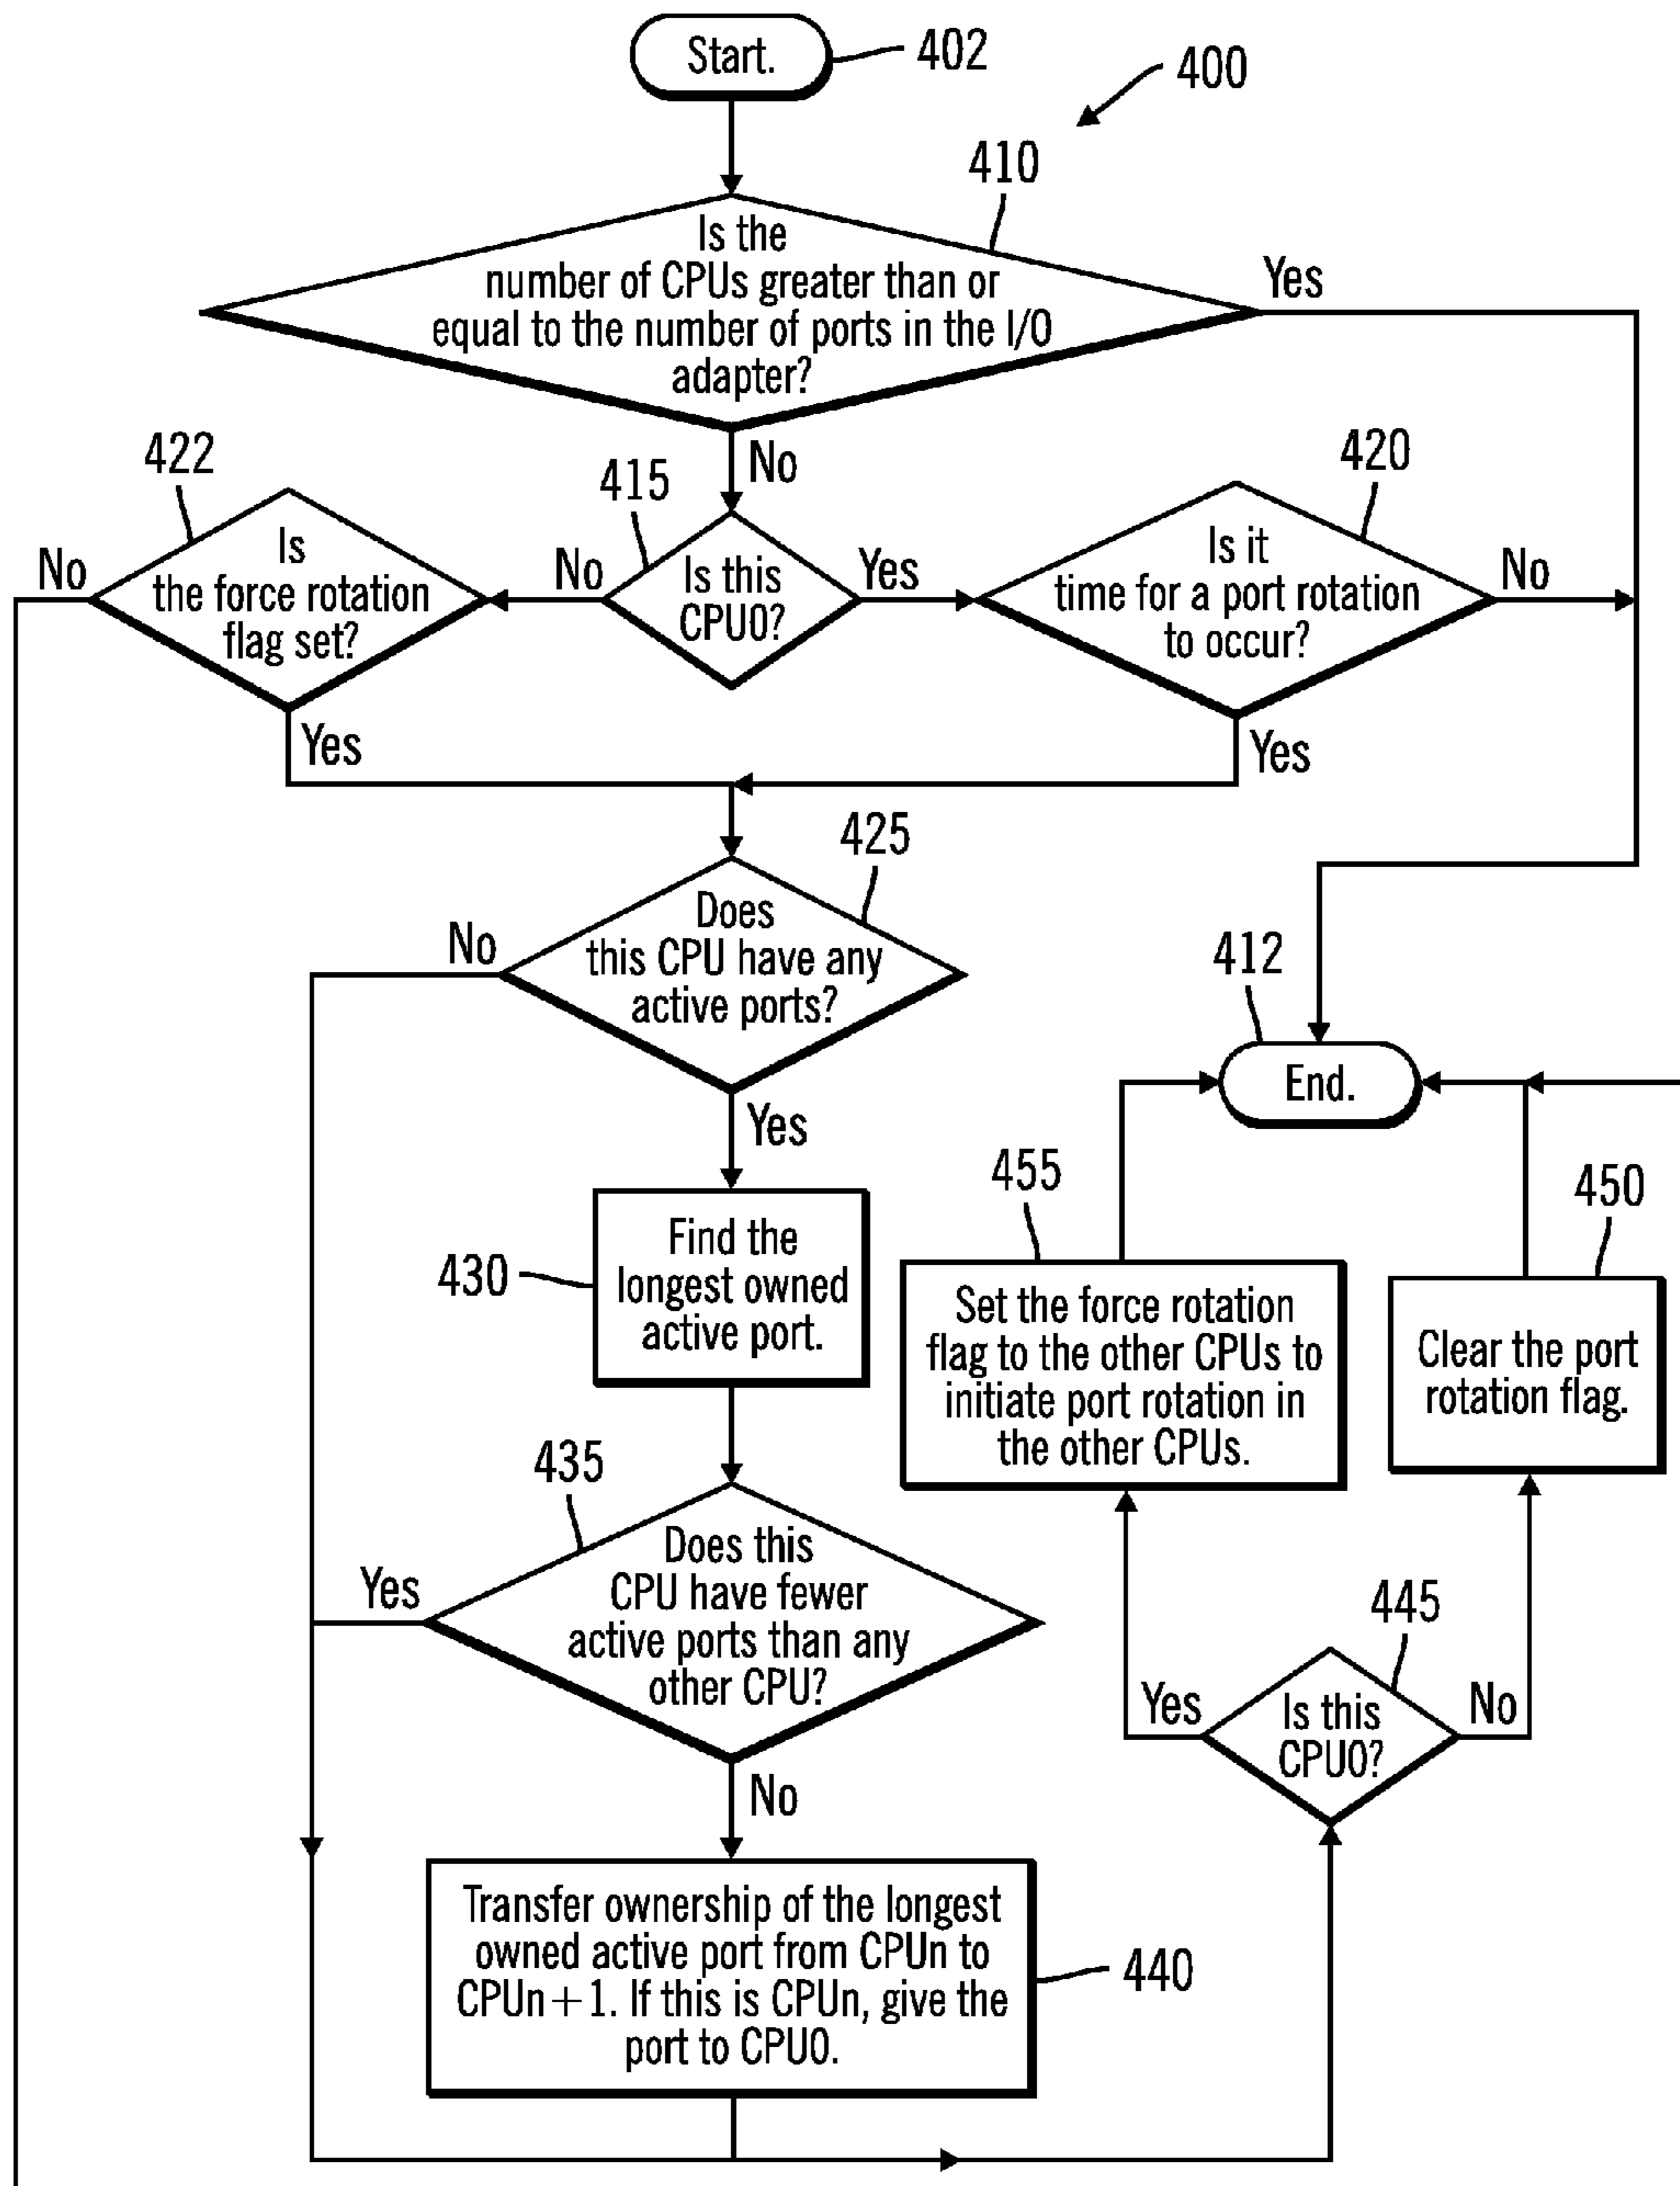 Start.
402
400
410
Is the
number of CPUs greater than or
equal to the number of ports in the I/O
adapter?
Yes
No
422
415
420
No
Is
the force rotation
flag set?
No
Is this
CPU0?
Yes
Is it
time for a port rotation
to occur?
No
Yes
Yes
425
Does
this CPU have any
active ports?
No
412
End.
Yes
455
450
430
Find the
longest owned
active port.
Set the force rotation
flag to the other CPUs to
initiate port rotation in
the other CPUs.
Clear the port
rotation flag.
435
Does this
CPU have fewer
active ports than any
other CPU?
Yes
445
Yes
Is this
CPU0?
No
No
Transfer ownership of the longest
owned active port from CPUn to
CPUn+1. If this is CPUn, give the
port to CPU0.
440